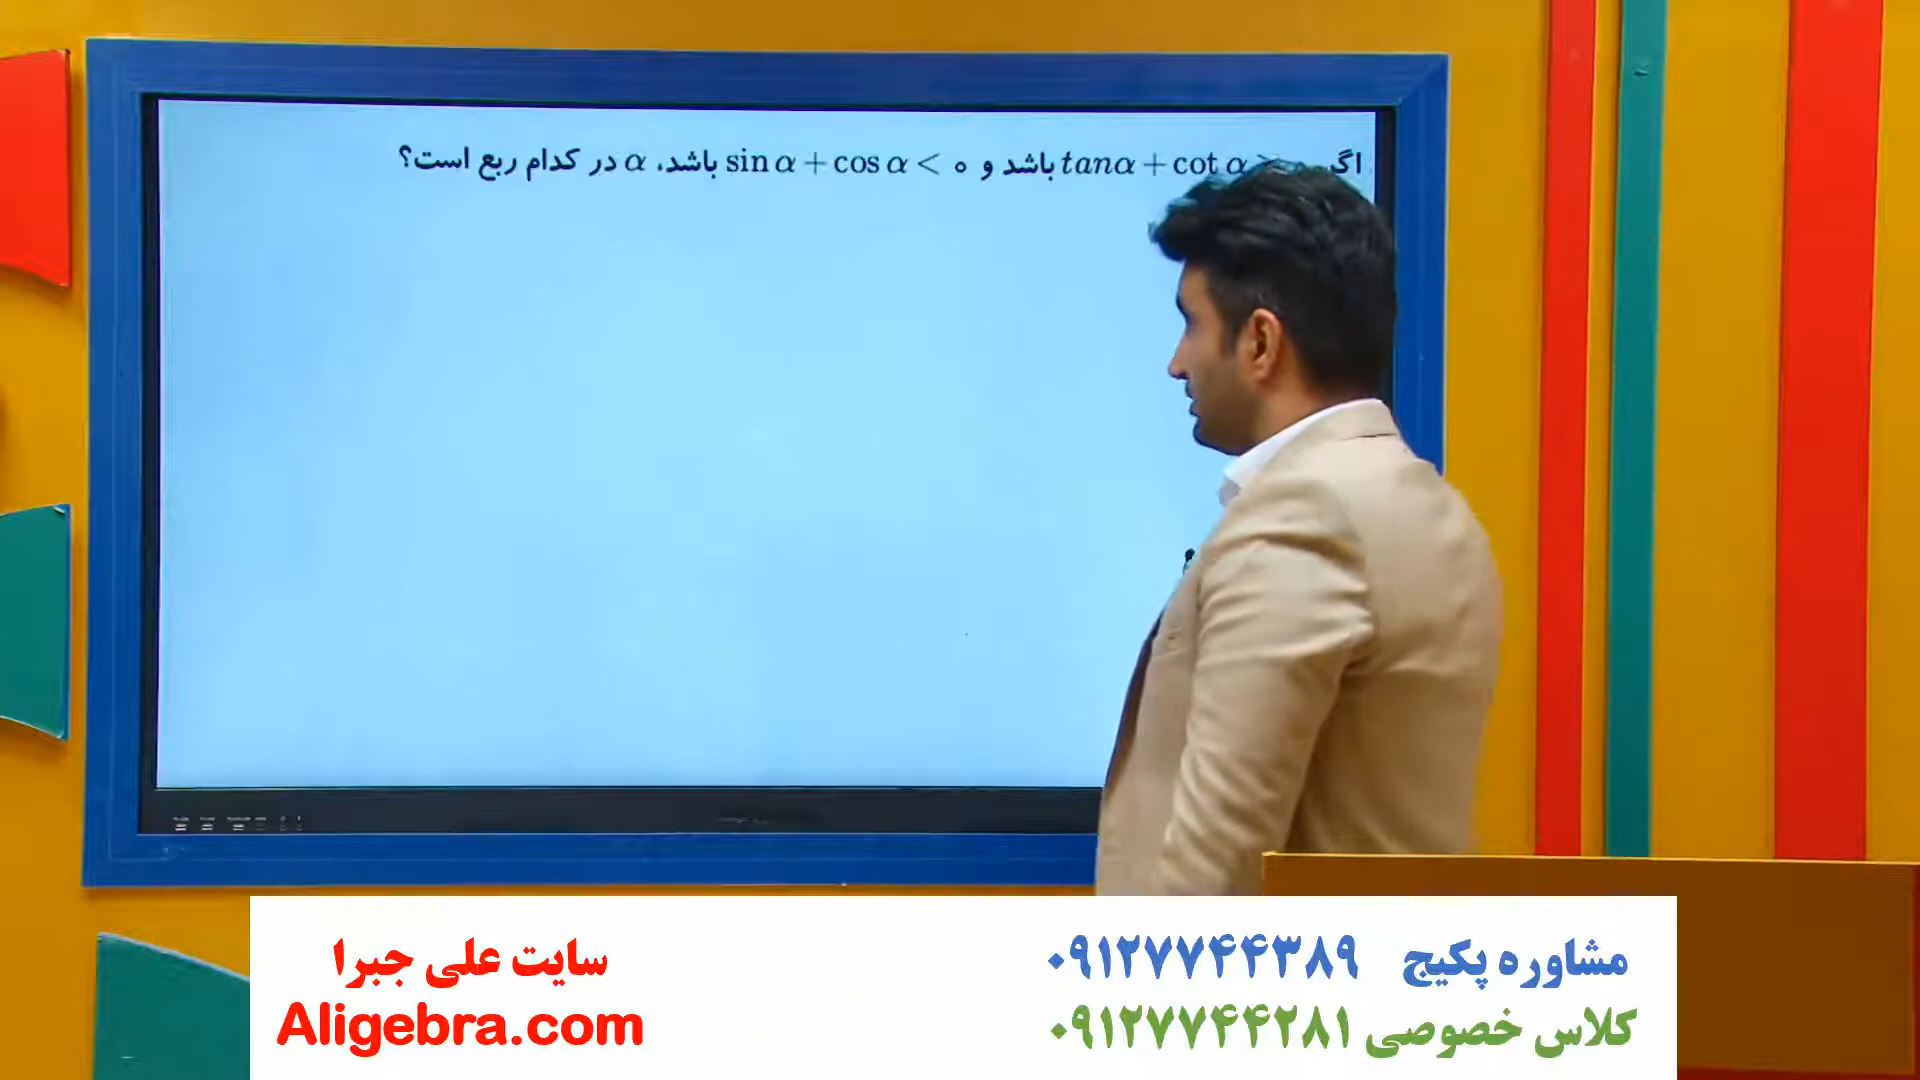 اگر tanα + cot α > ۰ باشد و sin α + cos α < ۰ باشد، α در کدام ربع است؟
مشاوره پکیج ۰۹۱۲۷۷۴۴۳۸۹
کلاس خصوصی ۰۹۱۲۷۷۴۴۲۸۱
سایت علی جبرا
Aligebra.com